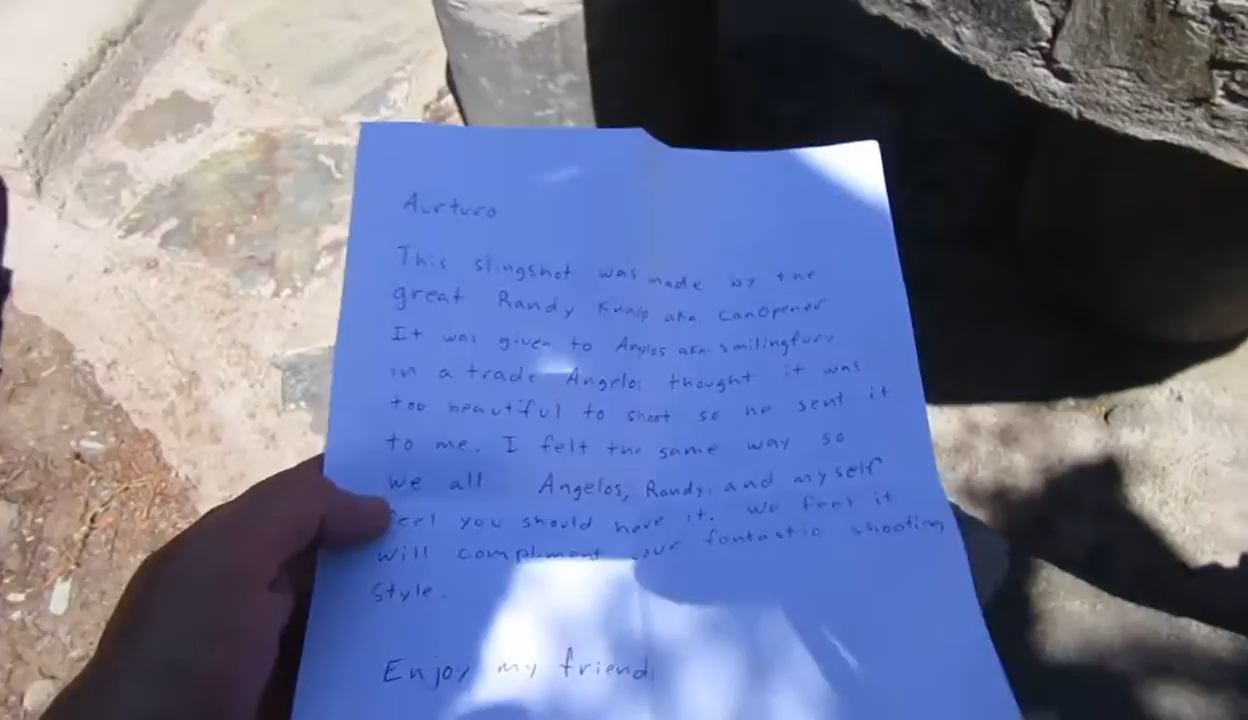 Aurturo
This slingshot was made by the
great Randy Knapp aka. canopener
It was given to Angelos aka smilingfury
in a trade Angelos thought it was
too beautiful to shoot so he sent it
to me. I felt the same way so
we all Angelos, Randy, and myself
feel you should have it. We feel it
will compliment your fantastic shooting
style.
Enjoy my friend